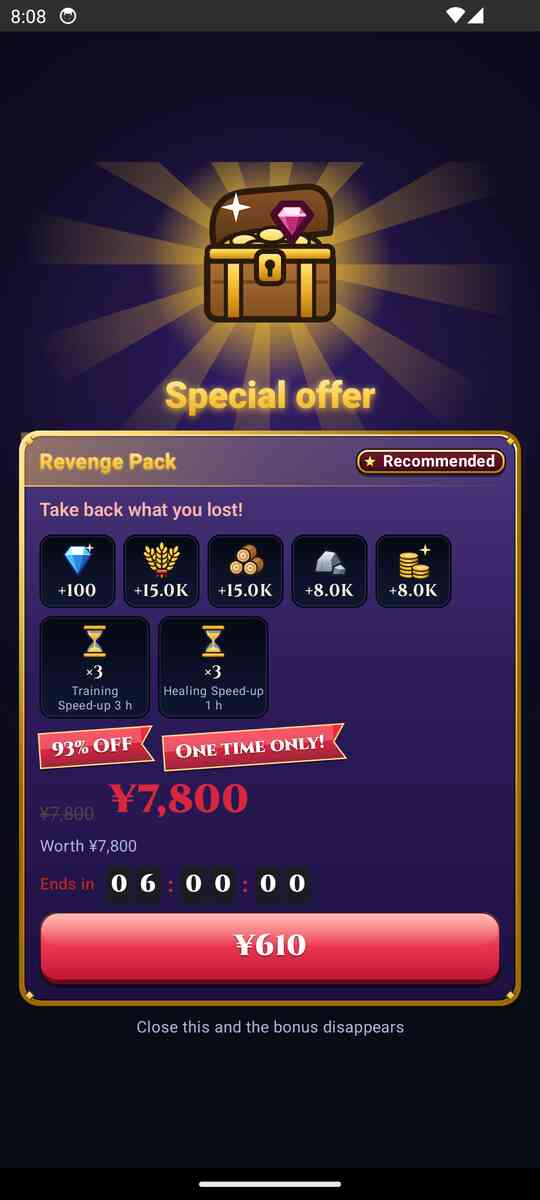 8:08
Special offer
Revenge Pack
★ Recommended
Take back what you lost!
+100
+15.0K
+15.0K
+8.0K
+8.0K
×3
Training
Speed-up 3 h
×3
Healing Speed-up
1 h
93% OFF
ONE TIME ONLY!
¥7,800 ¥7,800
Worth ¥7,800
Ends in 06:00:00
¥610
Close this and the bonus disappears